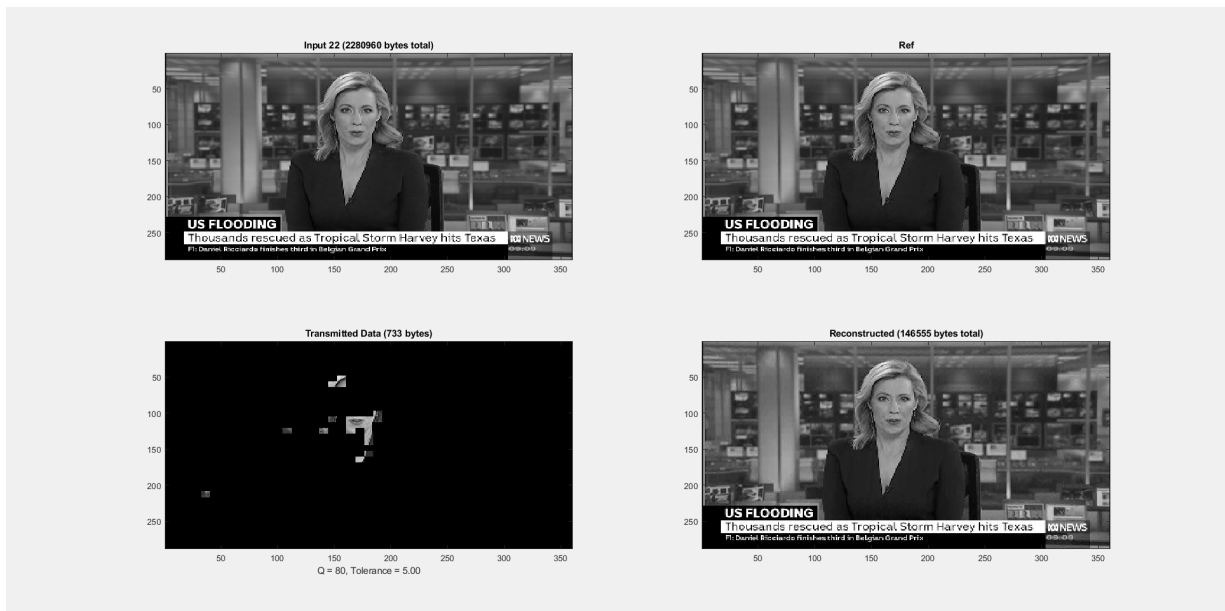 Input 22 (2280960 bytes total)
50
100
150
200
250
US FLOODING
Thousands rescued as Tropical Storm Harvey hits Texas
NEWS
F1: Daniel Ricciardo finishes third in Belgian Grand Prix
50 100 150 200 250 300 350
Ref
50
100
150
200
250
US FLOODING
Thousands rescued as Tropical Storm Harvey hits Texas
NEWS
F1: Daniel Ricciardo finishes third in Belgian Grand Prix
50 100 150 200 250 300 350
Transmitted Data (733 bytes)
50
100
150
200
250
50 100 150 200 250 300 350
Q = 80, Tolerance = 5.00
Reconstructed (146555 bytes total)
50
100
150
200
250
US FLOODING
Thousands rescued as Tropical Storm Harvey hits Texas
NEWS
F1: Daniel Ricciardo finishes third in Belgian Grand Prix
50 100 150 200 250 300 350